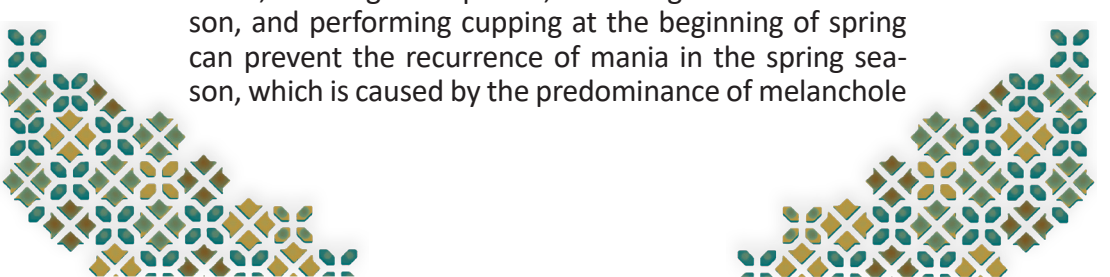 son, and performing cupping at the beginning of spring
can prevent the recurrence of mania in the spring sea-
son, which is caused by the predominance of melanchole